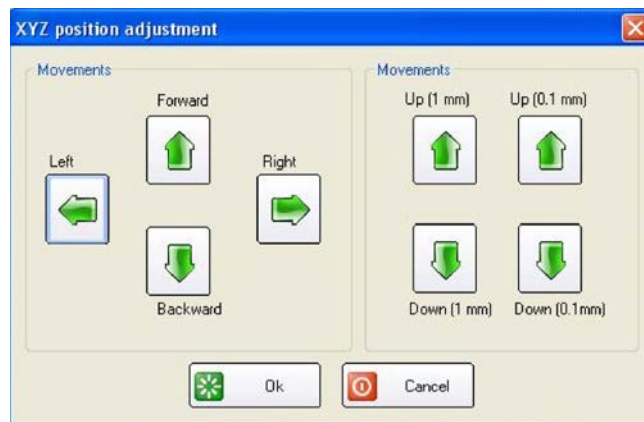 XYZ position adjustment
Movements
Forward
Left
Right
Backward
Movements
Up (1 mm)
Up (0.1 mm)
Down (1 mm)
Down (0.1mm)
Ok
Cancel